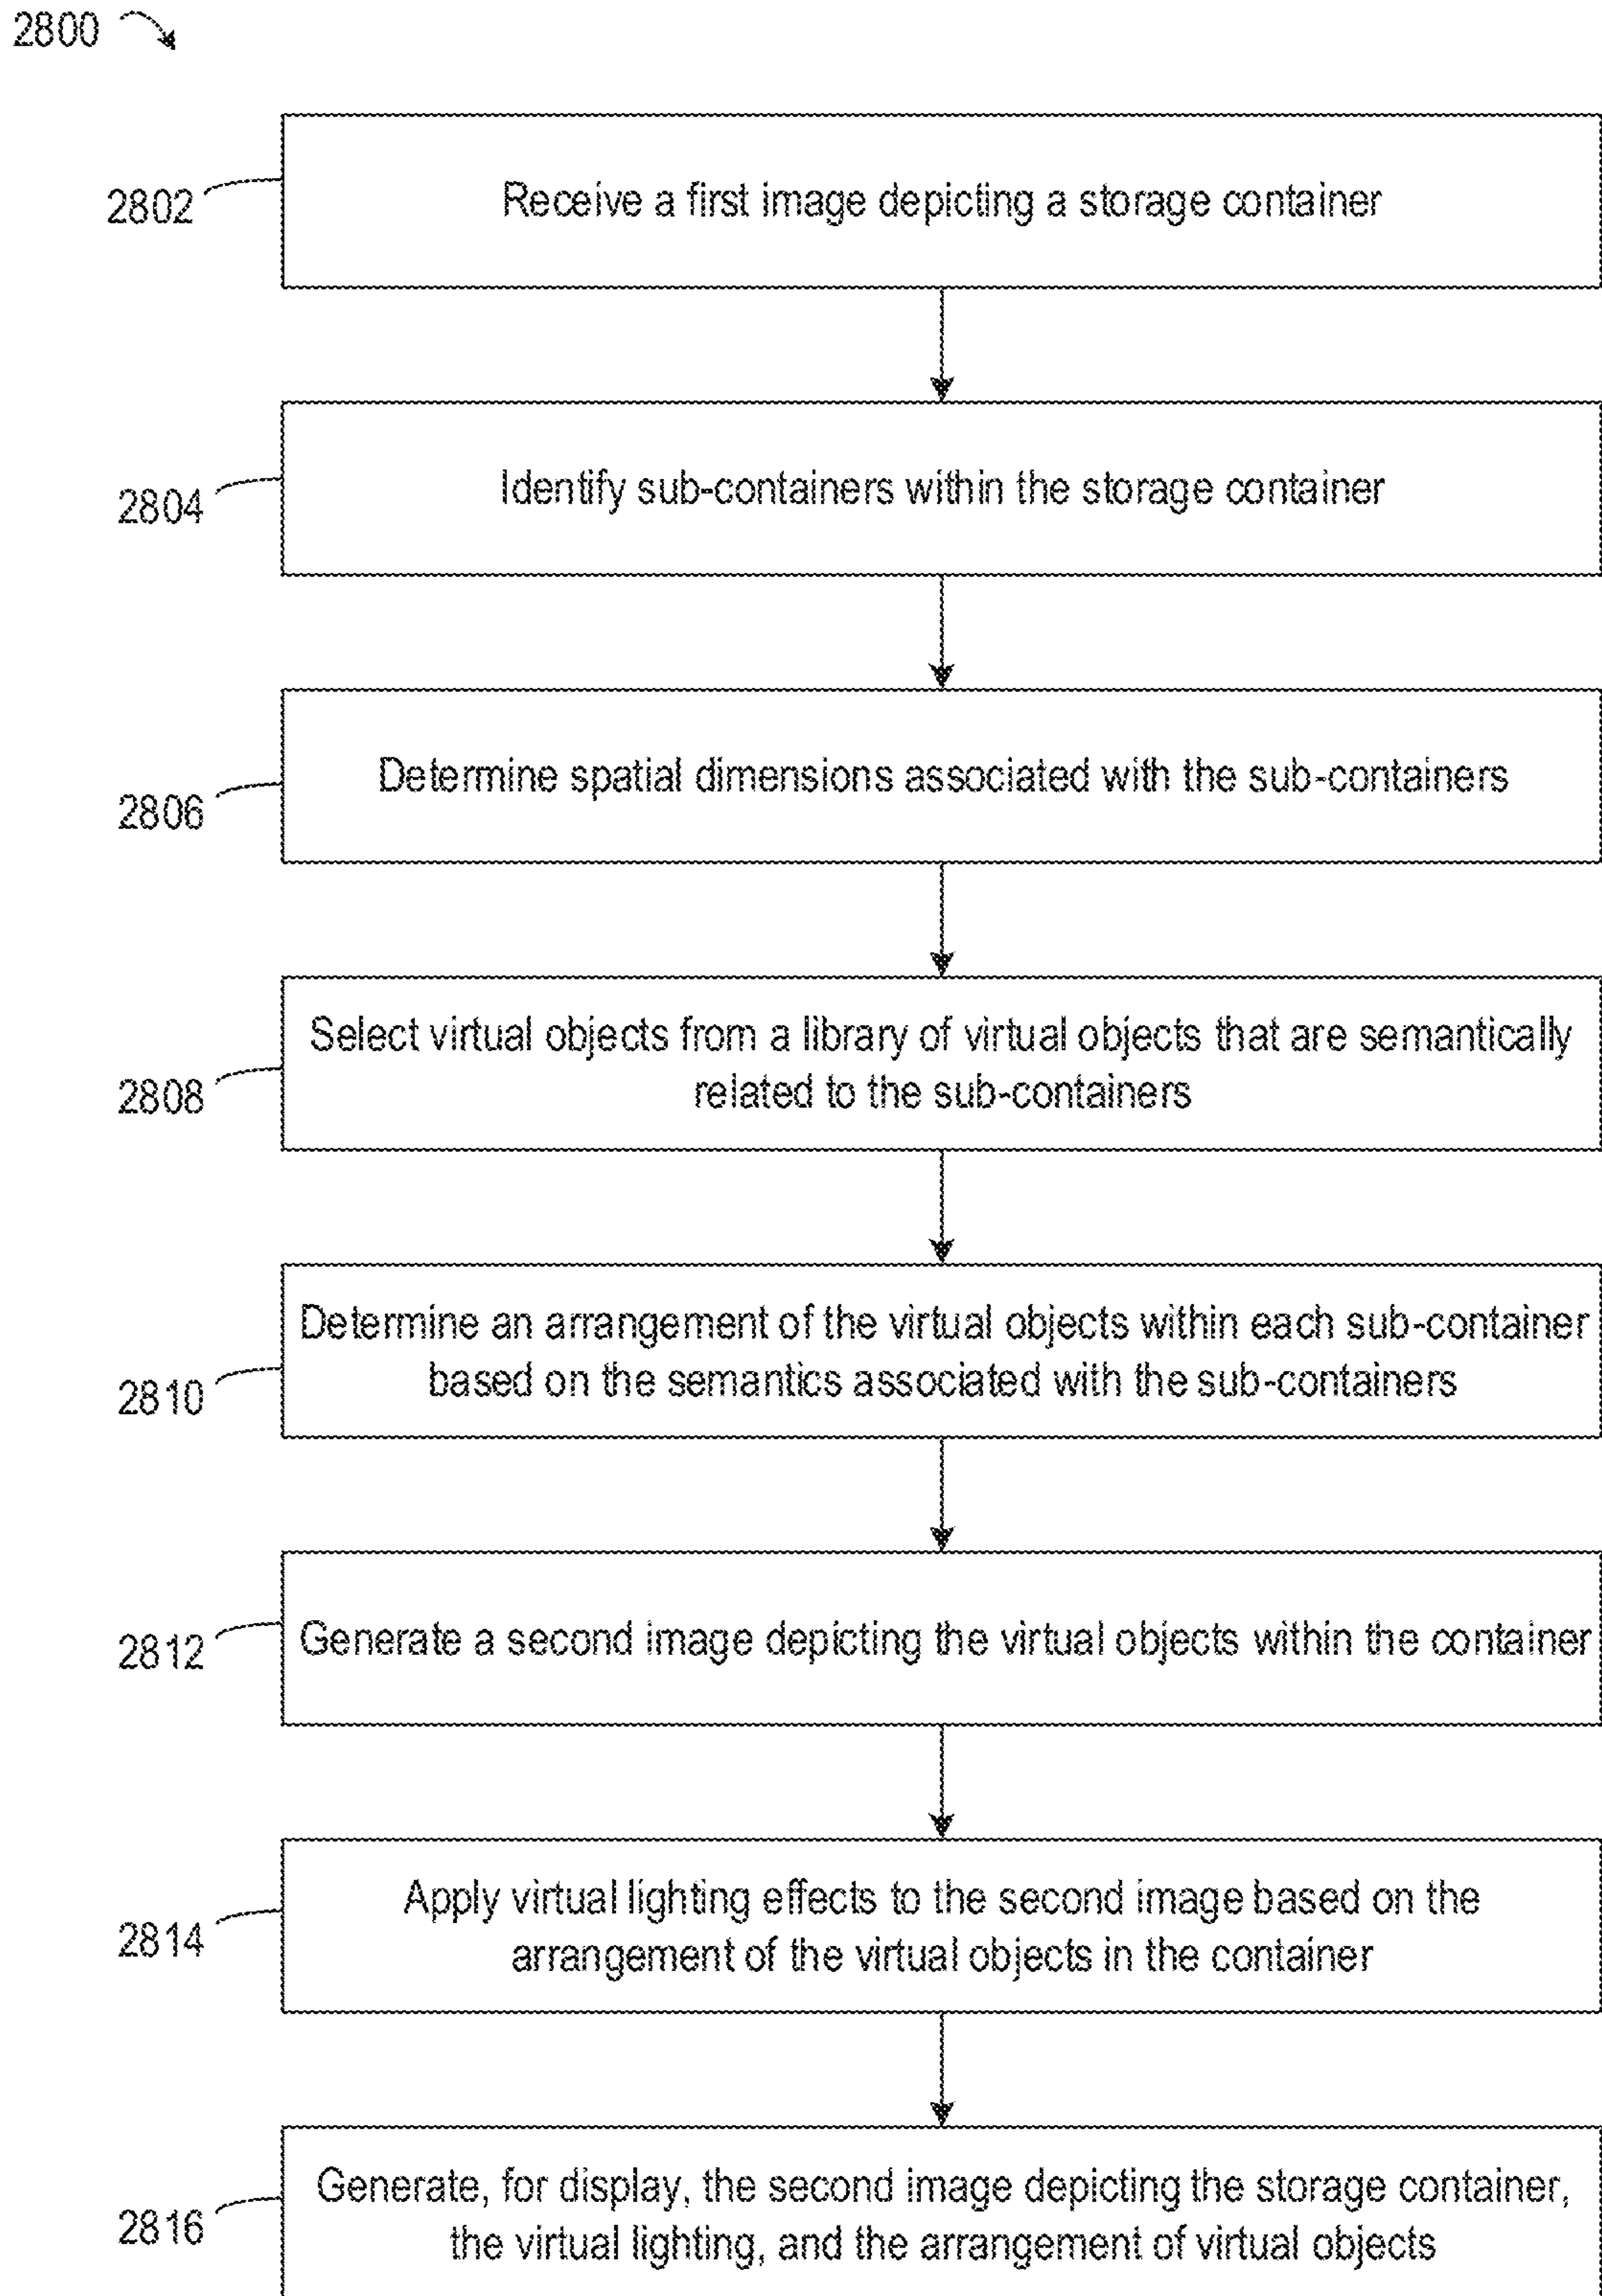 2800
2802
Receive a first image depicting a storage container
2804
Identify sub-containers within the storage container
2806
Determine spatial dimensions associated with the sub-containers
2808
Select virtual objects from a library of virtual objects that are semantically
related to the sub-containers
2810
Determine an arrangement of the virtual objects within each sub-container
based on the semantics associated with the sub-containers
2812
Generate a second image depicting the virtual objects within the container
2814
Apply virtual lighting effects to the second image based on the
arrangement of the virtual objects in the container
2816
Generate, for display, the second image depicting the storage container,
the virtual lighting, and the arrangement of virtual objects